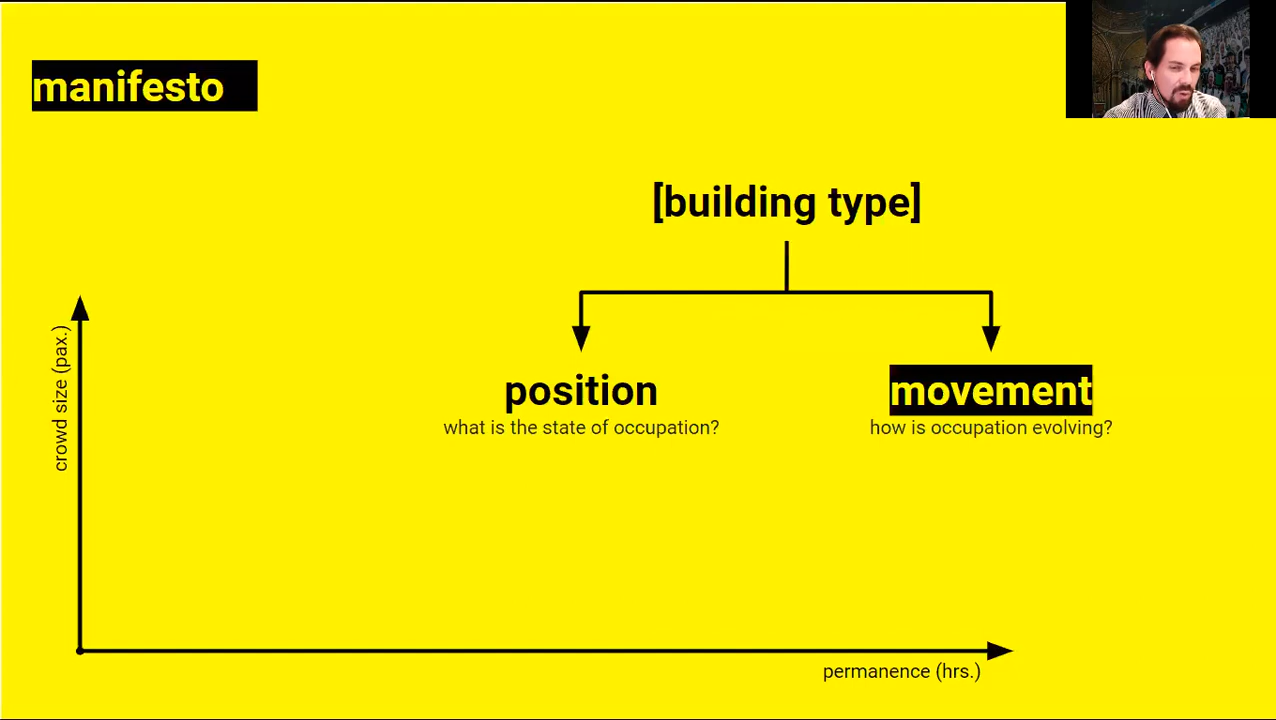 manifesto
[building type]
position
what is the state of occupation?
movement
how is occupation evolving?
crowd size (pax.)
permanence (hrs.)